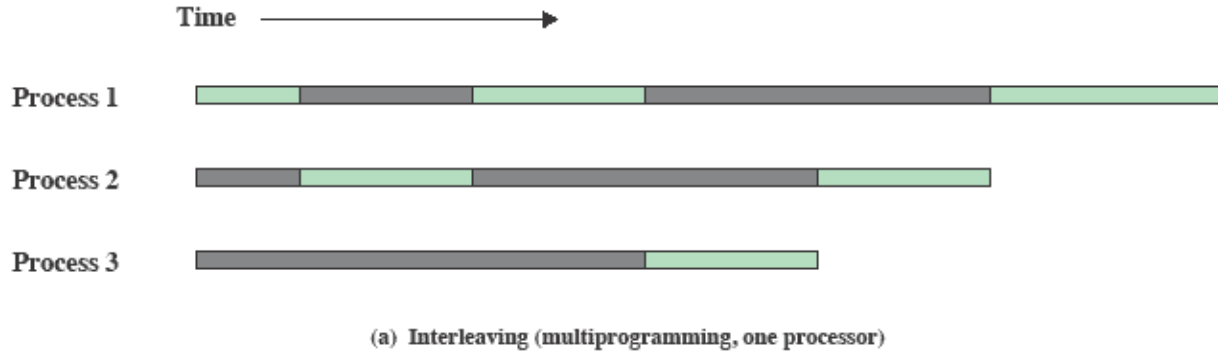 Time
Process 1
Process 2
Process 3
(a) Interleaving (multiprogramming, one processor)